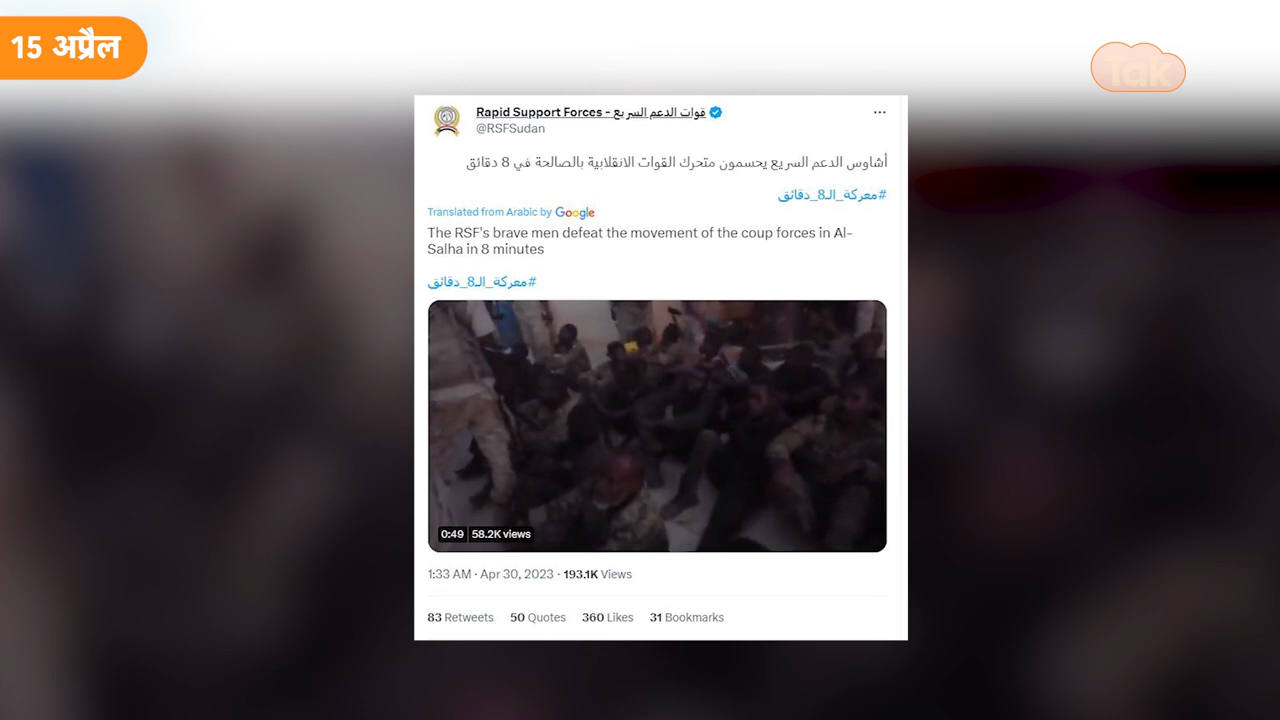 15 अप्रैल
Tak
Rapid Support Forces - قوات الدعم السريع
@RSFSudan
أشاوس الدعم السريع يحسمون متحرك القوات الانقلابية بالصالحة في 8 دقائق
#معركة_الـ8_دقائق
Translated from Arabic by Google
The RSF's brave men defeat the movement of the coup forces in Al-
Salha in 8 minutes
#معركة_الـ8_دقائق
0:49 58.2K views
1:33 AM · Apr 30, 2023 · 193.1K Views
83 Retweets 50 Quotes 360 Likes 31 Bookmarks